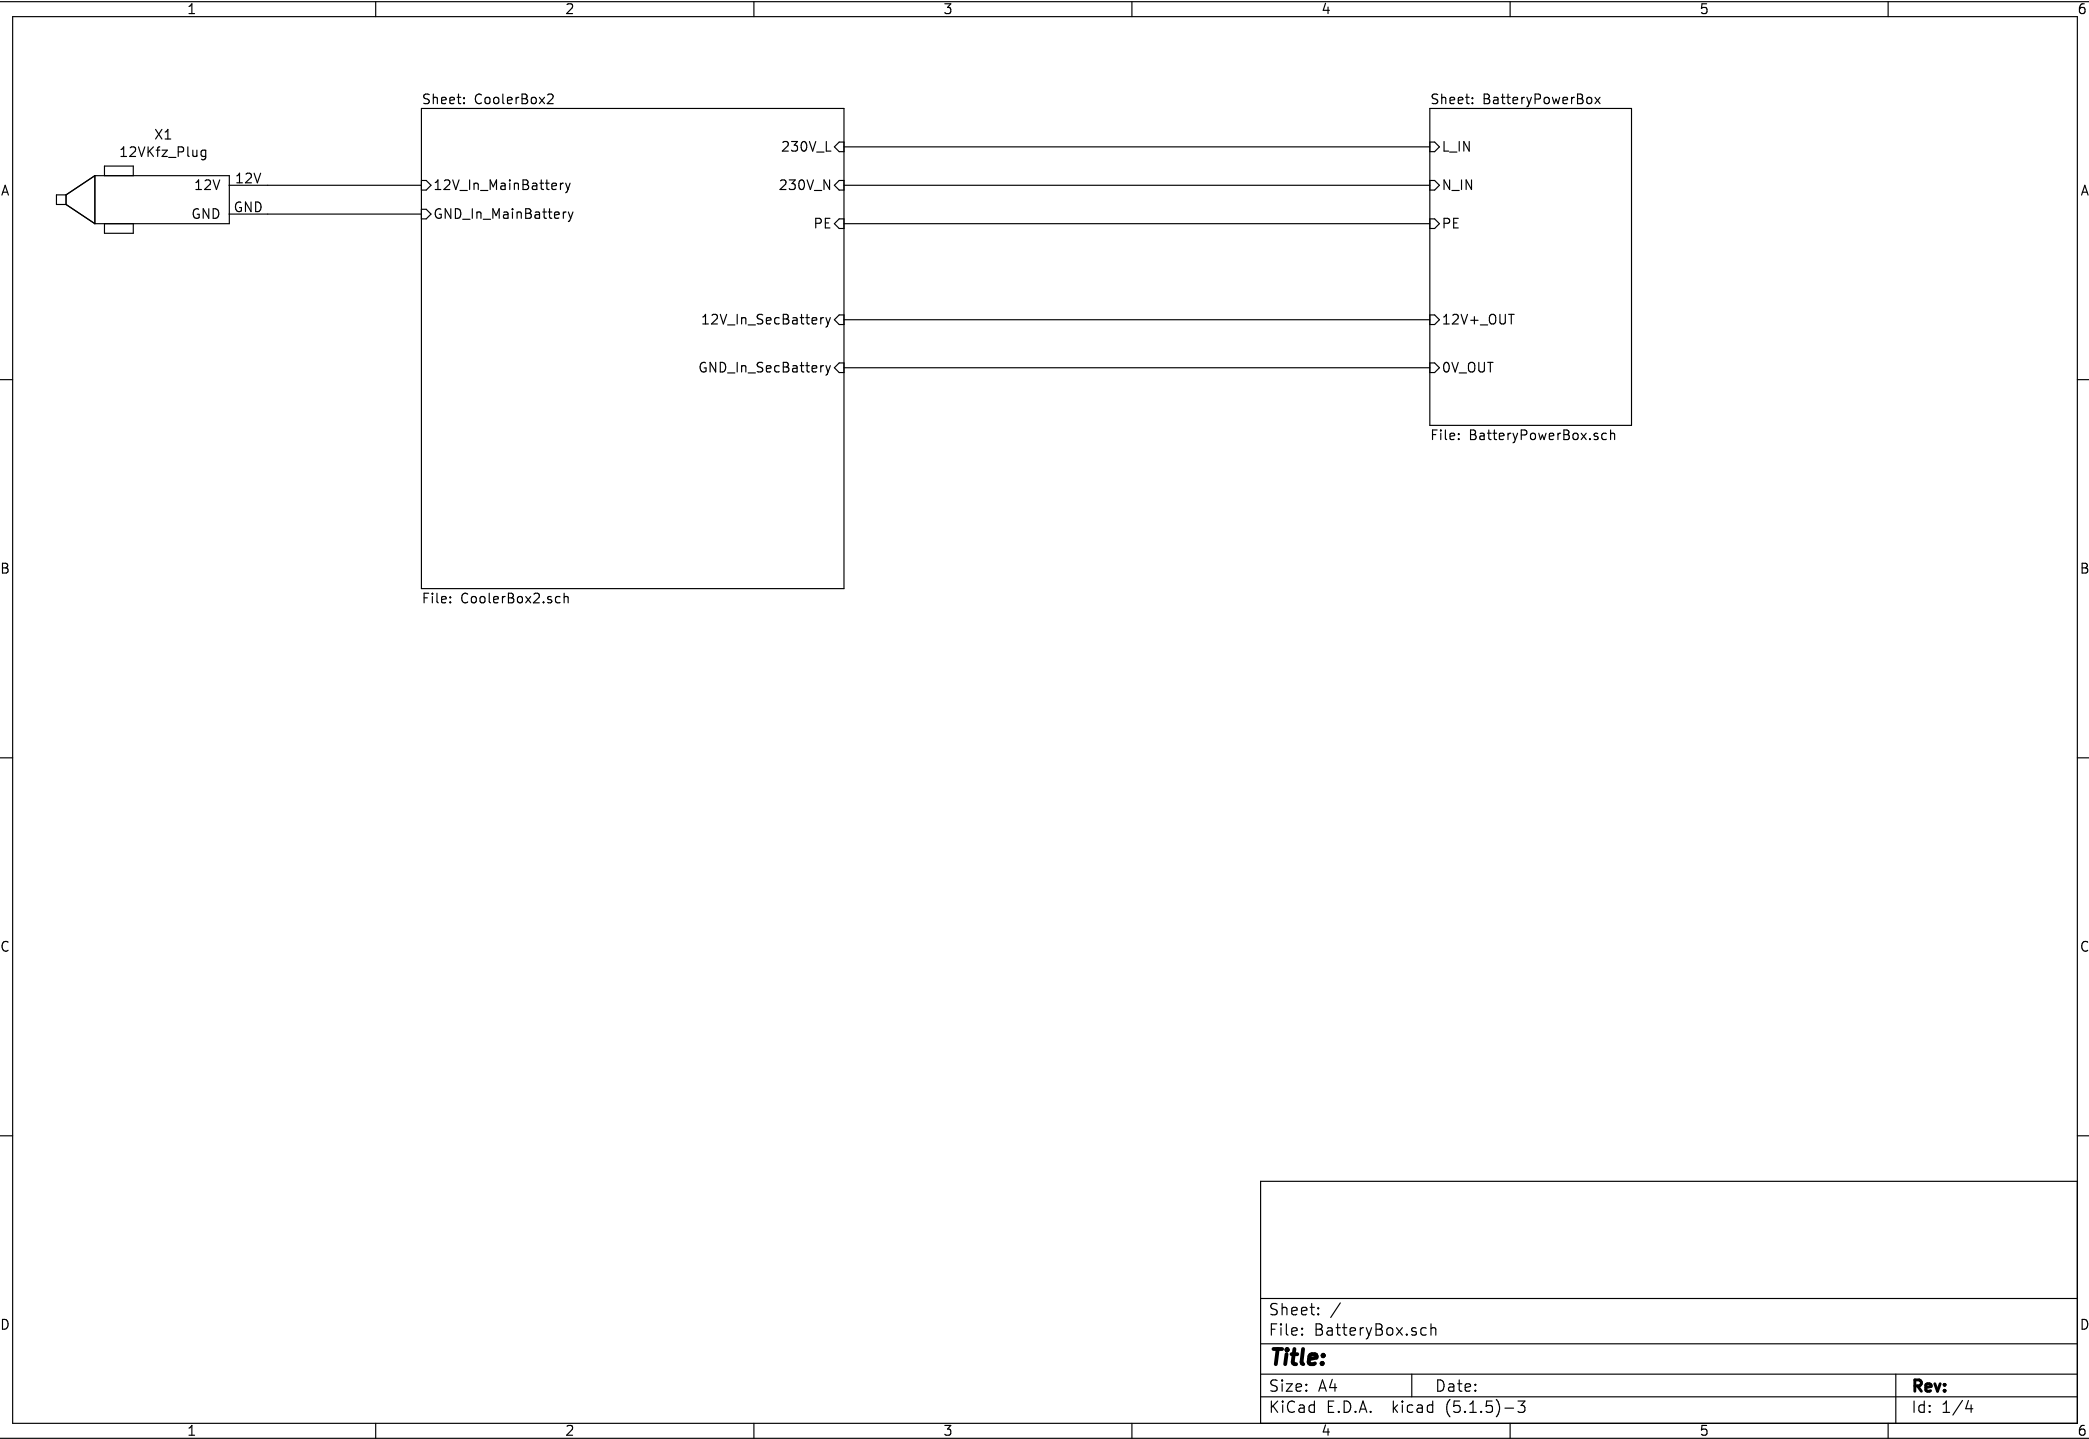 1 2 3 4 5 6
Sheet: CoolerBox2
Sheet: BatteryPowerBox
X1
12VKfz_Plug
230V_L
L_IN
12V
12V
12V_In_MainBattery
230V_N
N_IN
A
A
GND
GND
GND_In_MainBattery
PE
PE
12V_In_SecBattery
12V+_OUT
GND_In_SecBattery
0V_OUT
File: BatteryPowerBox.sch
B
B
File: CoolerBox2.sch
C
C
Sheet: /
File: BatteryBox.sch
D
D
Title:
Size: A4
Date:
Rev:
KiCad E.D.A. kicad (5.1.5)-3
Id: 1/4
1 2 3 4 5 6